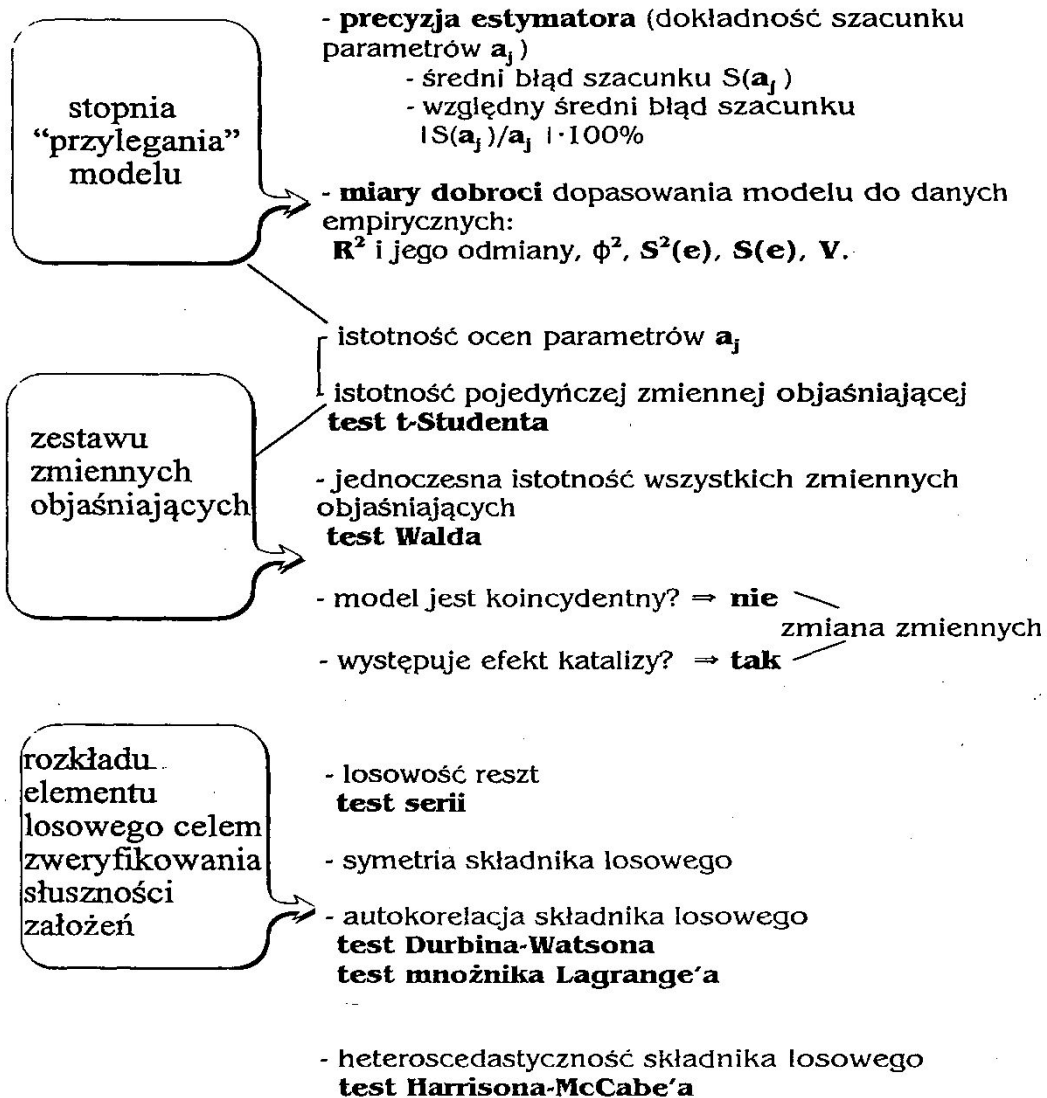 stopnia
“przylegania”
modelu
- precyzja estymatora (dokładność szacunku
parametrów aⱼ)
- średni błąd szacunku S(aⱼ)
- względny średni błąd szacunku
|S(aⱼ)/aⱼ |·100%
- miary dobroci dopasowania modelu do danych
empirycznych:
R² i jego odmiany, ϕ², S²(e), S(e), V.
istotność ocen parametrów aⱼ
zestawu
zmiennych
objaśniających
istotność pojedyńczej zmiennej objaśniającej
test t-Studenta
- jednoczesna istotność wszystkich zmiennych
objaśniających
test Walda
- model jest koincydentny? ⇒ nie
zmiana zmiennych
- występuje efekt katalizy? ⇒ tak
rozkładu
elementu
losowego celem
zweryfikowania
słuszności
założeń
- losowość reszt
test serii
- symetria składnika losowego
- autokorelacja składnika losowego
test Durbina-Watsona
test mnożnika Lagrange'a
- heteroscedastyczność składnika losowego
test Harrisona-McCabe'a